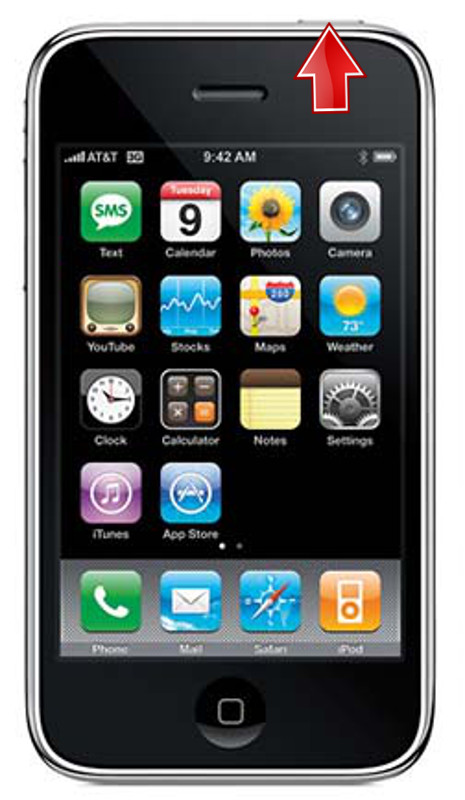 AT&T 3G 9:42 AM
SMS Tuesday
9 280 73°
Text Calendar Photos Camera
YouTube Stocks Maps Weather
Clock Calculator Notes Settings
iTunes App Store
Phone Mail Safari iPod